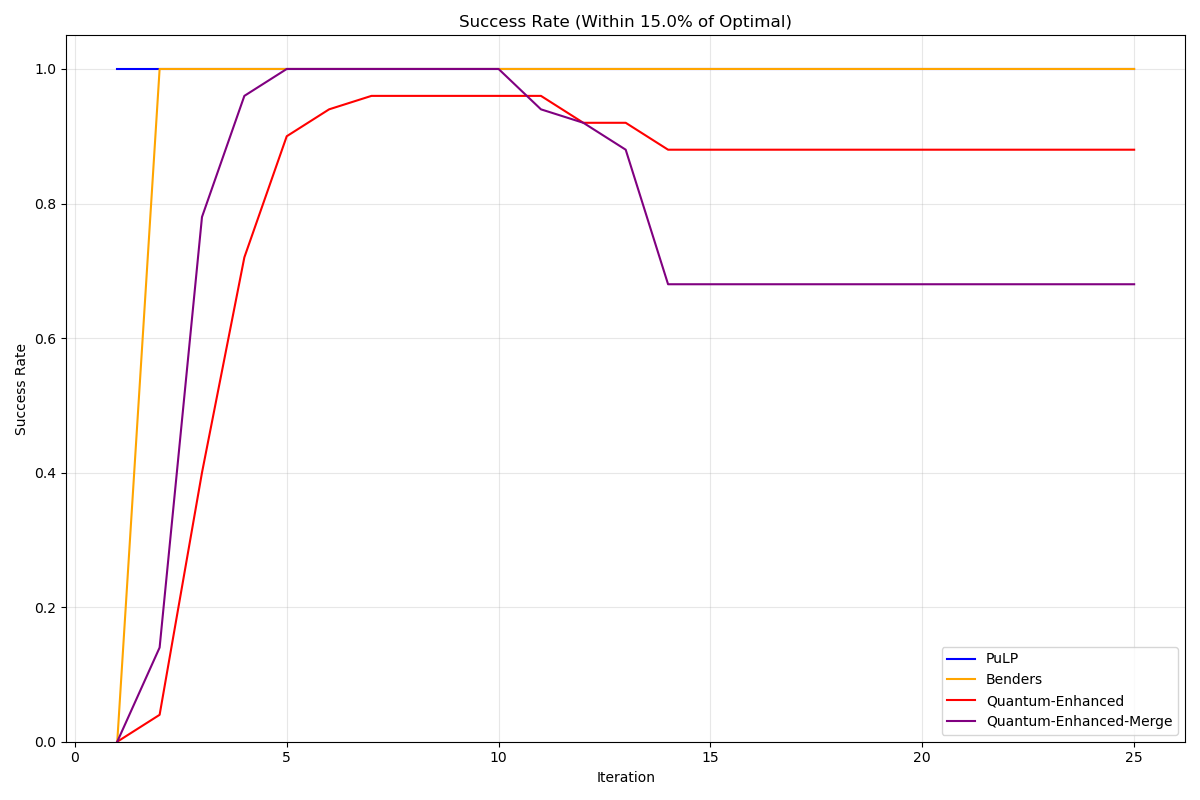 Success Rate (Within 15.0% of Optimal)
1.0
0.8
0.6
0.4
0.2
0.0
Success Rate
0
5
10
15
20
25
Iteration
PuLP
Benders
Quantum-Enhanced
Quantum-Enhanced-Merge